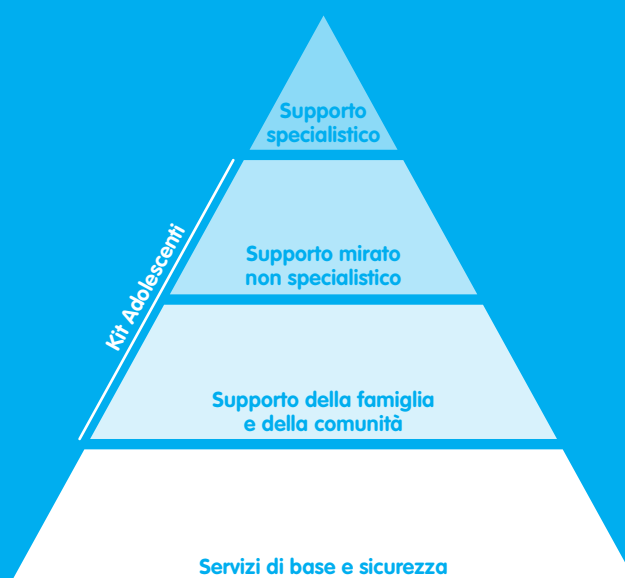 Supporto
specialistico
Kit Adolescenti
Supporto mirato
non specialistico
Supporto della famiglia
e della comunità
Servizi di base e sicurezza